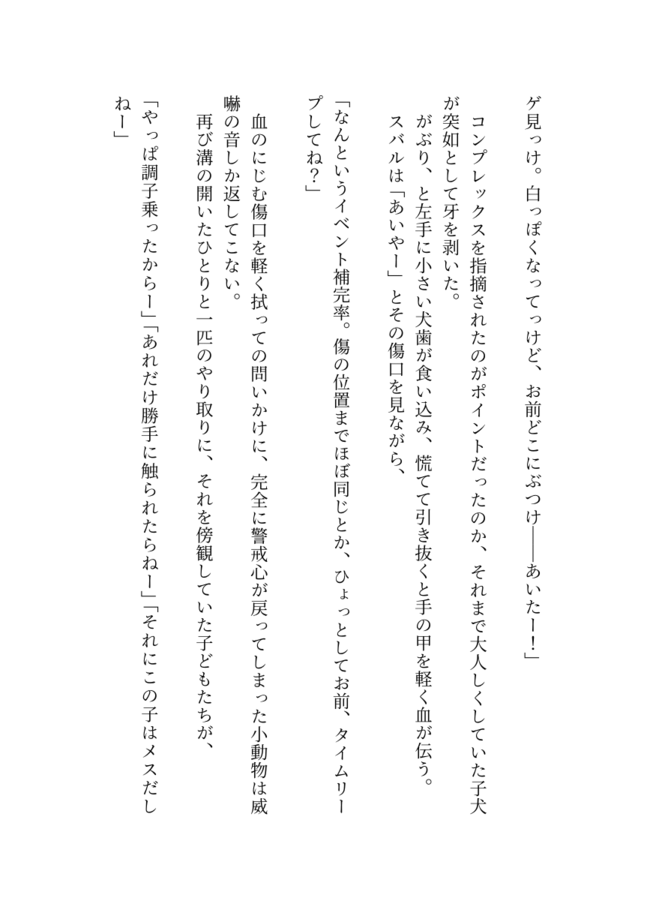 ゲ見っけ。白っぽくなってっけど、お前どこにぶつけ――あいたー！」
コンプレックスを指摘されたのがポイントだったのか、それまで大人しくしていた子犬
が突如として牙を剥いた。
がぶり、と左手に小さい犬歯が食い込み、慌てて引き抜くと手の甲を軽く血が伝う。
スバルは「あいやー」とその傷口を見ながら、
「なんというイベント補完率。傷の位置までほぼ同じとか、ひょっとしてお前、タイムリー
プしてね？」
血のにじむ傷口を軽く拭っての問いかけに、完全に警戒心が戻ってしまった小動物は威
嚇の音しか返してこない。
再び溝の開いたひとりと一匹のやり取りに、それを傍観していた子どもたちが、
「やっぱ調子乗ったからー」「あれだけ勝手に触られたらねー」「それにこの子はメスだし
ねー」